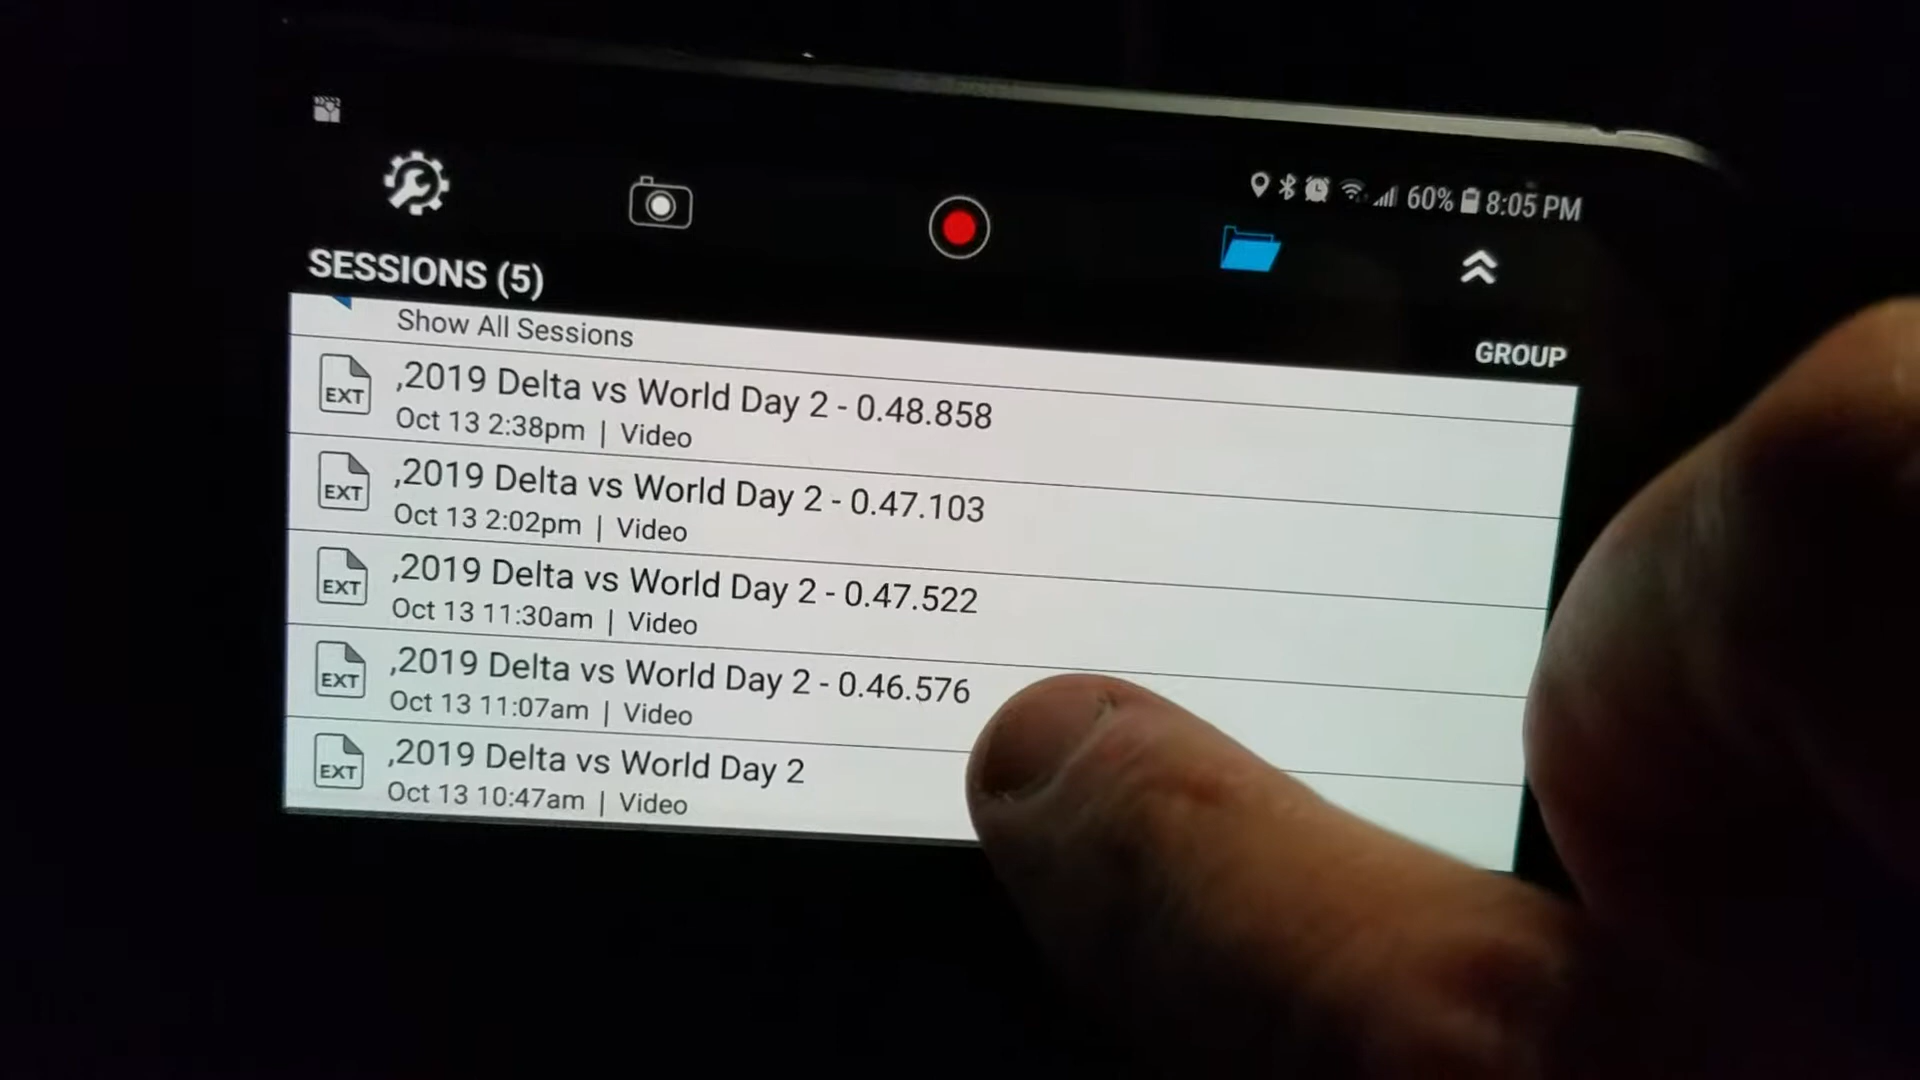 60% 8:05 PM
SESSIONS (5)
GROUP
Show All Sessions
EXT
,2019 Delta vs World Day 2 - 0.48.858
Oct 13 2:38pm | Video
EXT
,2019 Delta vs World Day 2 - 0.47.103
Oct 13 2:02pm | Video
EXT
,2019 Delta vs World Day 2 - 0.47.522
Oct 13 11:30am | Video
EXT
,2019 Delta vs World Day 2 - 0.46.576
Oct 13 11:07am | Video
EXT
,2019 Delta vs World Day 2
Oct 13 10:47am | Video